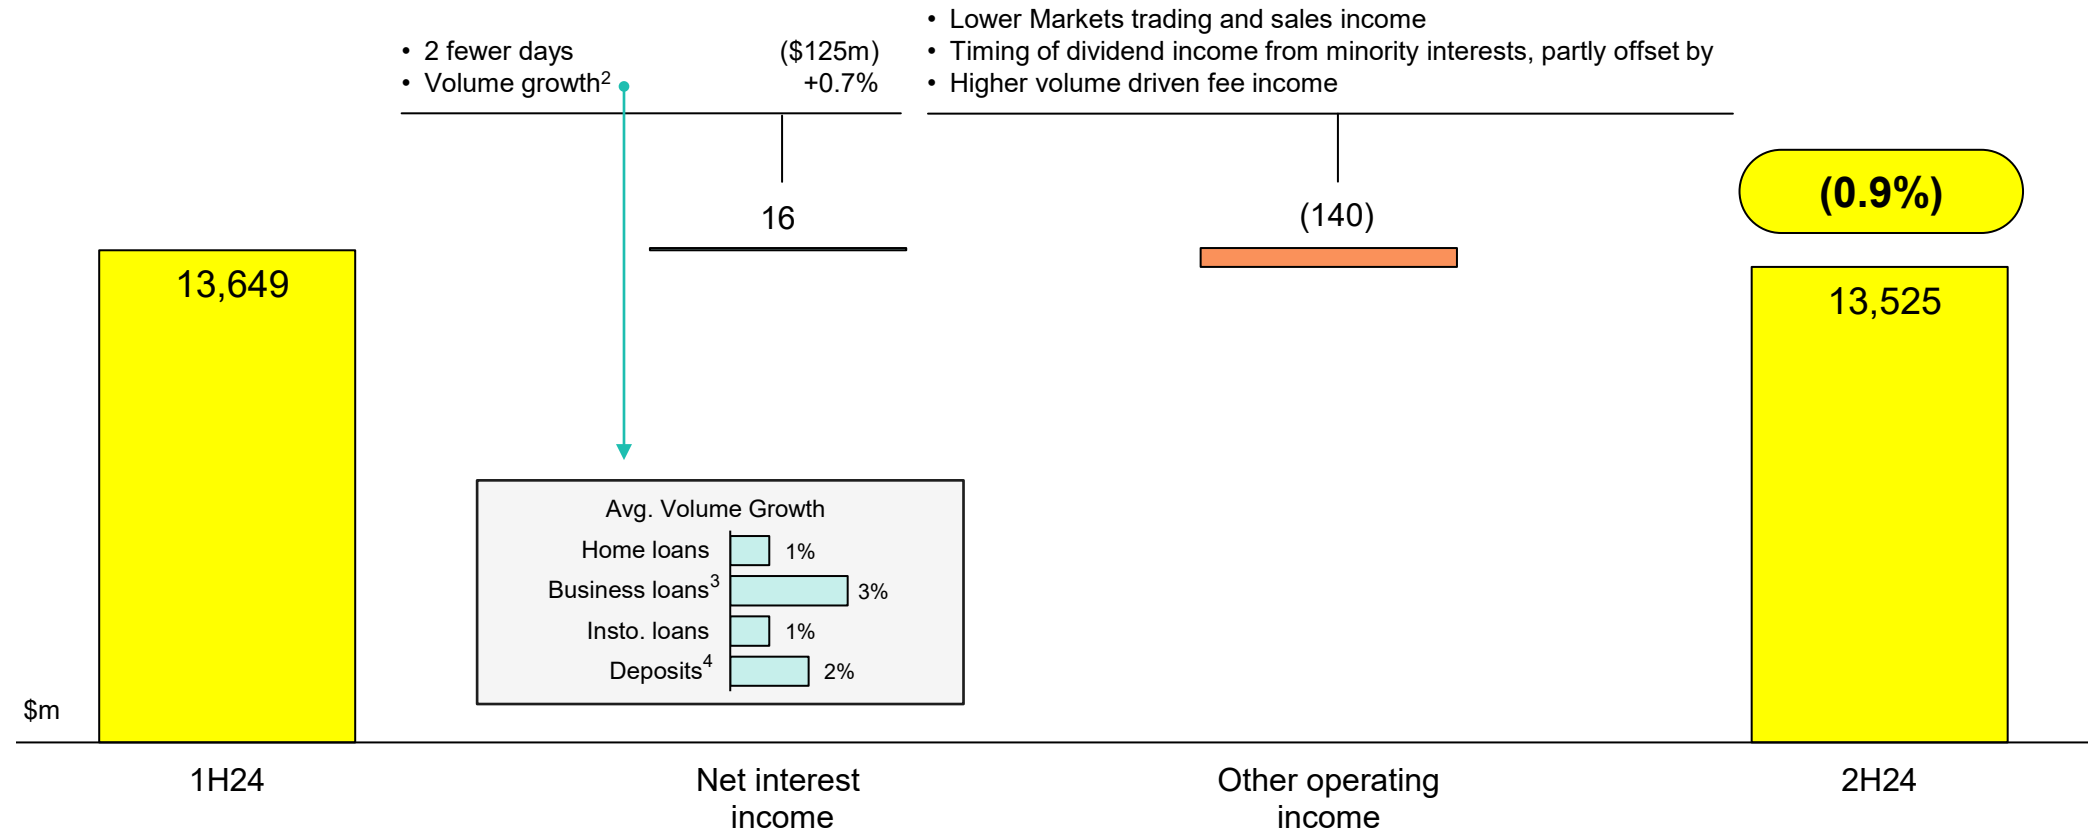 • 2 fewer days ($125m)
• Volume growth² +0.7%
• Lower Markets trading and sales income
• Timing of dividend income from minority interests, partly offset by
• Higher volume driven fee income
(0.9%)
16
(140)
13,649
13,525
Avg. Volume Growth
Home loans 1%
Business loans³ 3%
Insto. loans 1%
Deposits⁴ 2%
$m
1H24
Net interest
income
Other operating
income
2H24